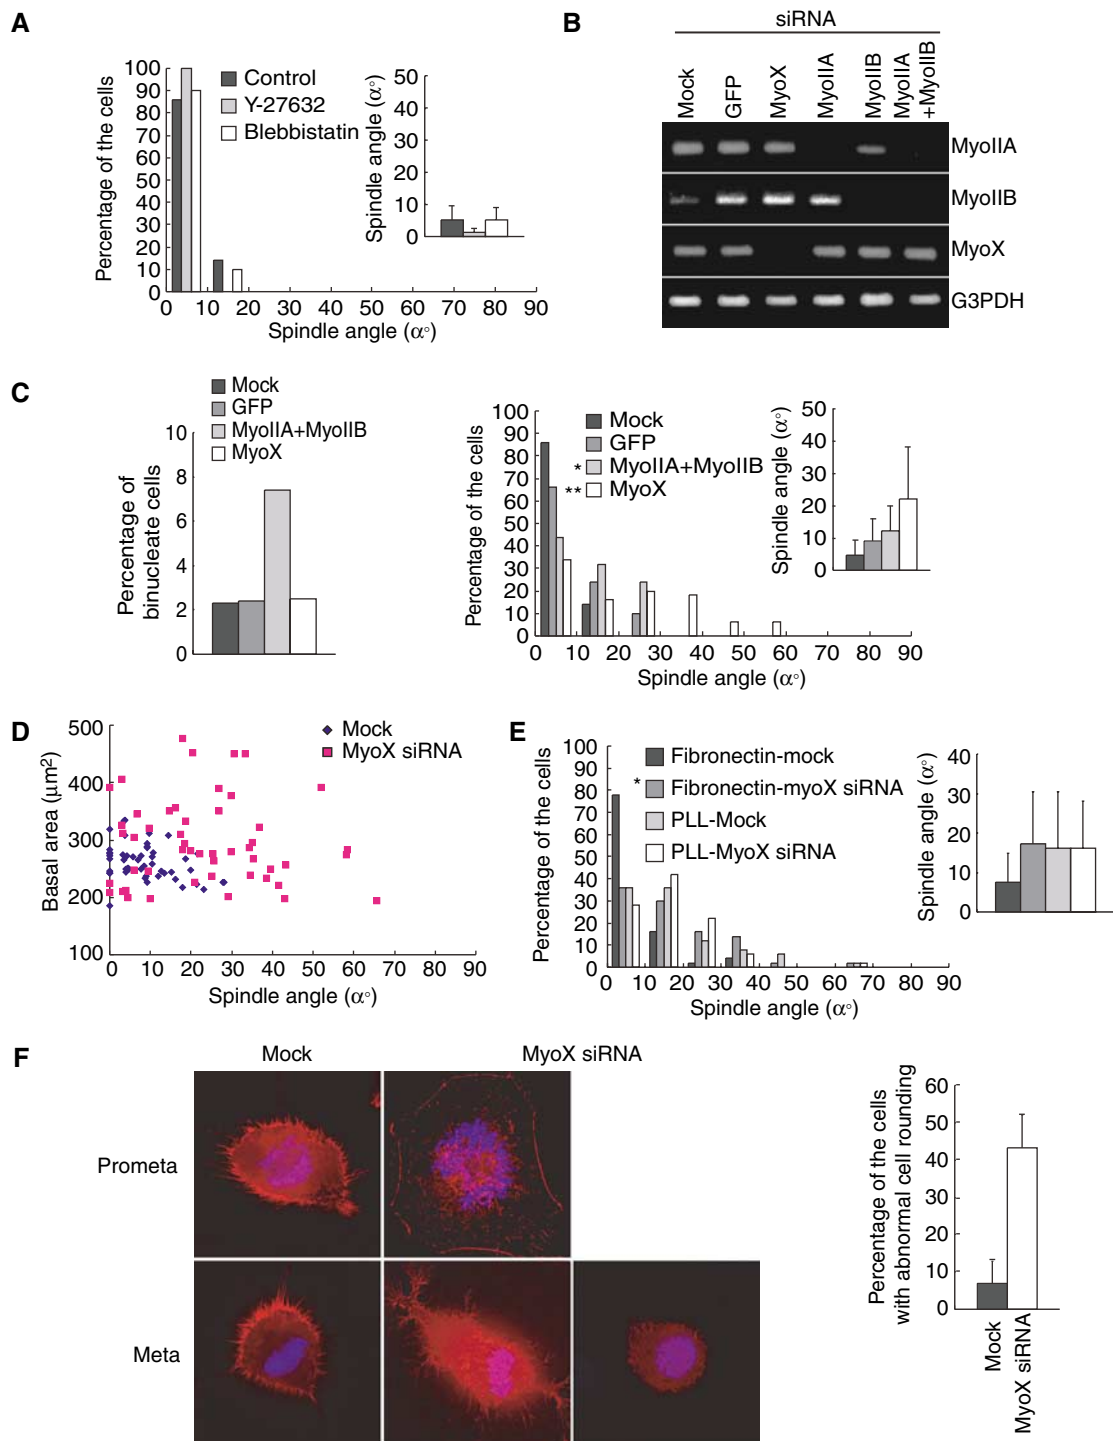 A
Percentage of the cells
100
90
80
70
60
50
40
30
20
10
0
Control
Y-27632
Blebbistatin
0 10 20 30 40 50 60 70 80 90
Spindle angle (α°)
Spindle angle (α°)
50
40
30
20
10
0
B
siRNA
Mock
GFP
MyoX
MyoIIA
MyoIIB
MyoIIA
+MyoIIB
MyoIIA
MyoIIB
MyoX
G3PDH
C
Mock
GFP
MyoIIA+MyoIIB
MyoX
Percentage of
binucleate cells
10
8
6
4
2
0
Percentage of the cells
100
90
80
70
60
50
40
30
20
10
0
Mock
GFP
* MyoIIA+MyoIIB
** MyoX
0 10 20 30 40 50 60 70 80 90
Spindle angle (α°)
Spindle angle (α°)
50
40
30
20
10
0
D
Basal area (μm²)
500
400
300
200
100
Mock
MyoX siRNA
0 10 20 30 40 50 60 70 80 90
Spindle angle (α°)
E
Percentage of the cells
100
90
80
70
60
50
40
30
20
10
0
Fibronectin-mock
* Fibronectin-myoX siRNA
PLL-Mock
PLL-MyoX siRNA
0 10 20 30 40 50 60 70 80 90
Spindle angle (α°)
Spindle angle (α°)
40
30
20
10
0
F
Mock
MyoX siRNA
Prometa
Meta
Percentage of the cells
with abnormal cell rounding
60
50
40
30
20
10
0
Mock
MyoX siRNA